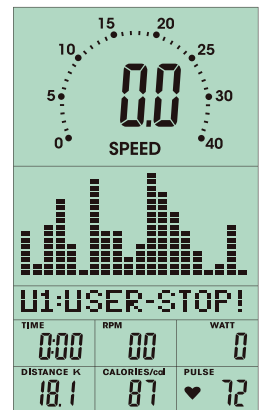 15 20
10 25
5 0.0 30
0 SPEED 40
U1:USER-STOP!
TIME RPM WATT
0:00 00 0
DISTANCE K CALORIES/cal PULSE
18.1 87 72